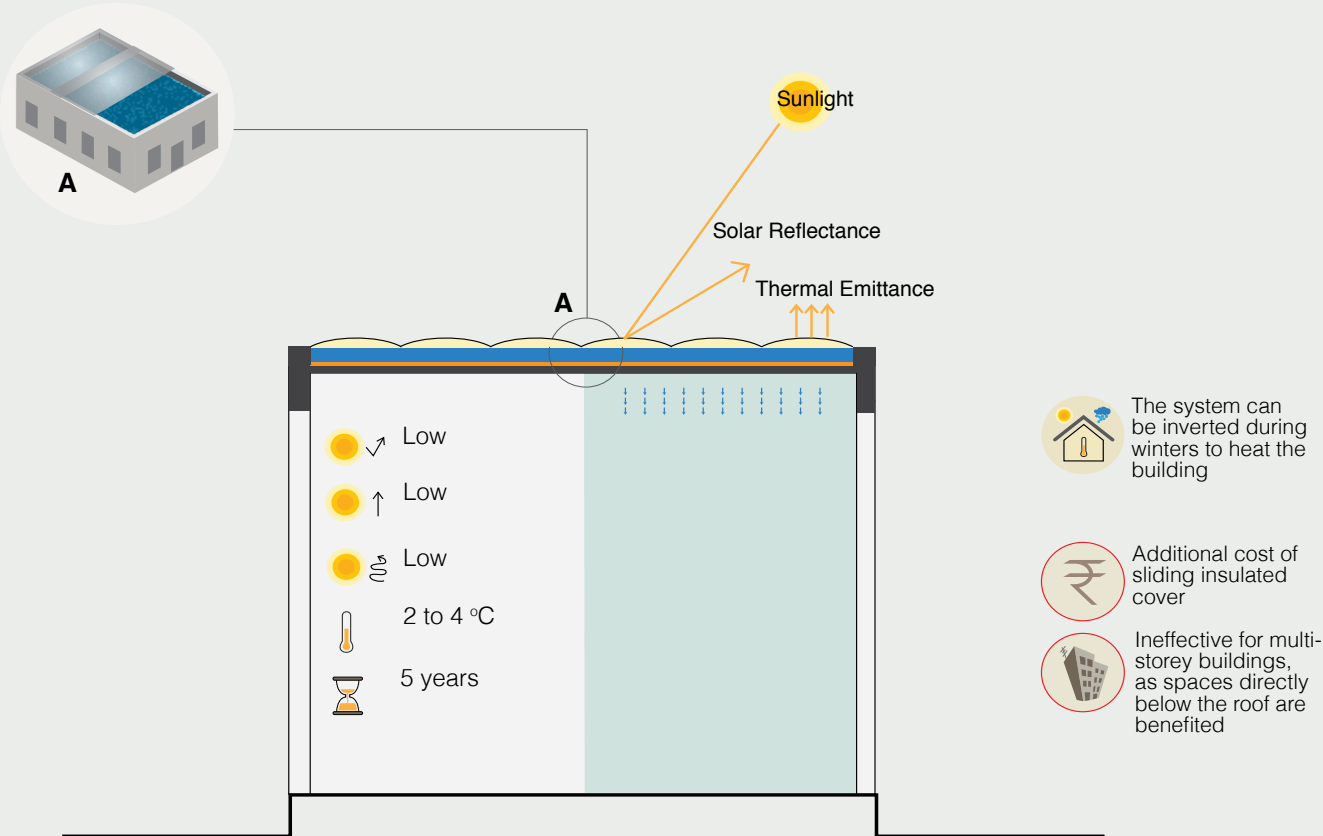 A
Sunlight
Solar Reflectance
Thermal Emittance
A
Low
Low
Low
2 to 4 °C
5 years
The system can
be inverted during
winters to heat the
building
₹
Additional cost of
sliding insulated
cover
Ineffective for multi-
storey buildings,
as spaces directly
below the roof are
benefited